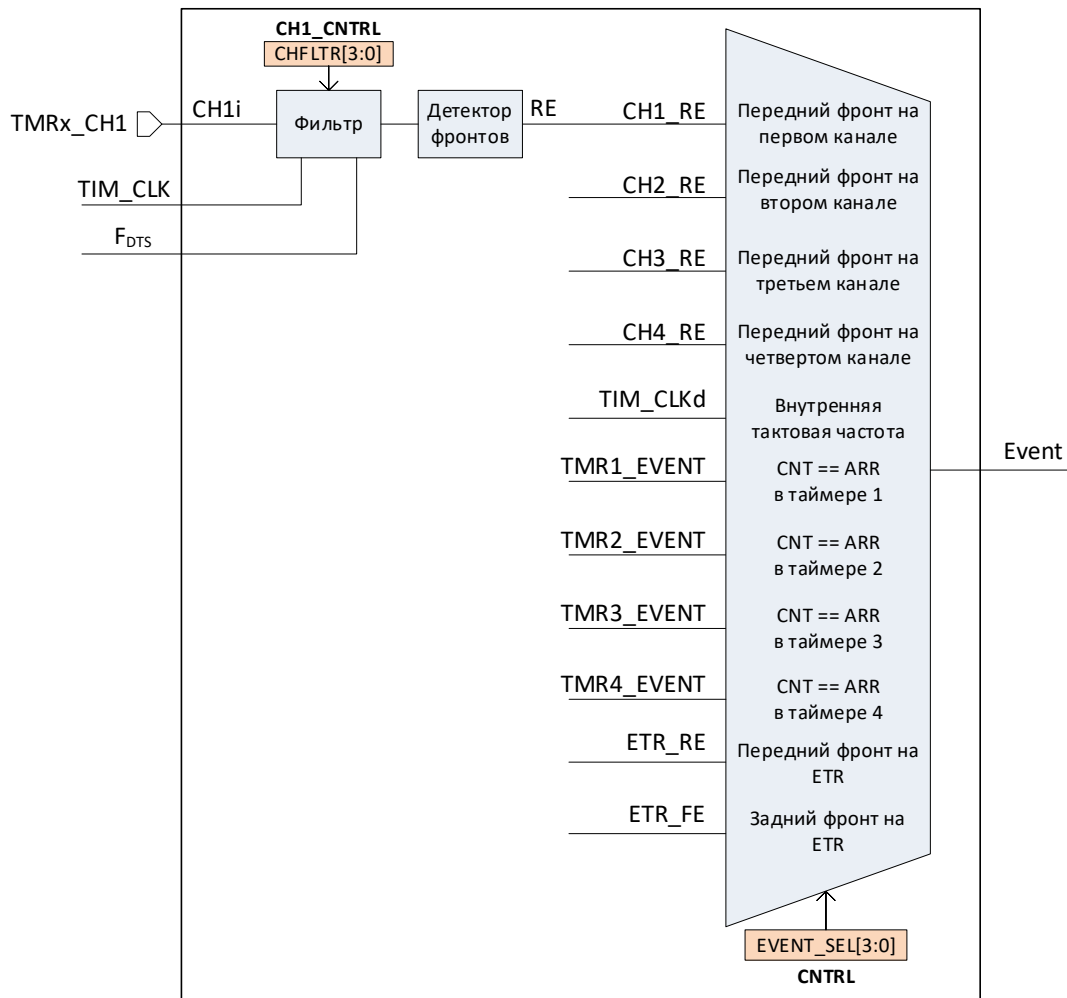 CH1_CNTRL
CHFLTR[3:0]
TMRx_CH1
CH1i
Фильтр
Детектор
фронтов
RE
CH1_RE
Передний фронт на
первом канале
TIM_CLK
CH2_RE
Передний фронт на
втором канале
FDTS
CH3_RE
Передний фронт на
третьем канале
CH4_RE
Передний фронт на
четвертом канале
TIM_CLKd
Внутренняя
тактовая частота
Event
TMR1_EVENT
CNT == ARR
в таймере 1
TMR2_EVENT
CNT == ARR
в таймере 2
TMR3_EVENT
CNT == ARR
в таймере 3
TMR4_EVENT
CNT == ARR
в таймере 4
ETR_RE
Передний фронт на
ETR
ETR_FE
Задний фронт на
ETR
EVENT_SEL[3:0]
CNTRL